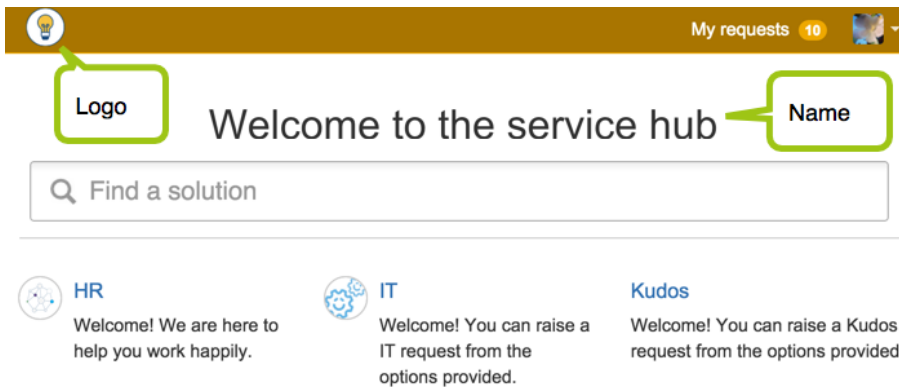 My requests 10
Logo
Welcome to the service hub
Name
Find a solution
HR
Welcome! We are here to
help you work happily.
IT
Welcome! You can raise a
IT request from the
options provided.
Kudos
Welcome! You can raise a Kudos
request from the options provided